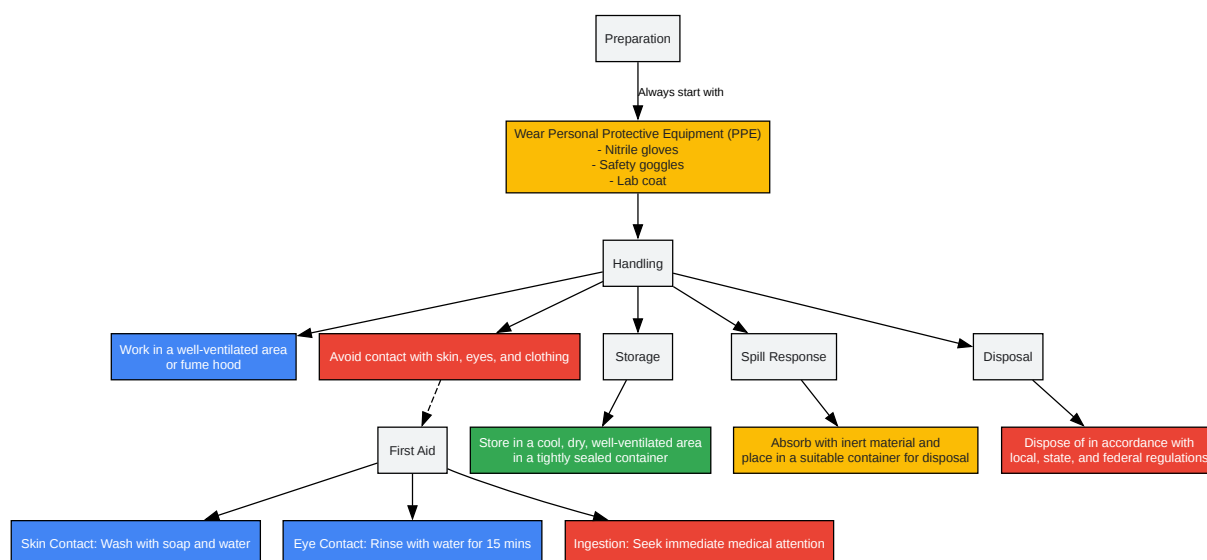 Preparation
Always start with
Wear Personal Protective Equipment (PPE)
- Nitrile gloves
- Safety goggles
- Lab coat
Handling
Work in a well-ventilated area
or fume hood
Avoid contact with skin, eyes, and clothing
Storage
Spill Response
Disposal
First Aid
Store in a cool, dry, well-ventilated area
in a tightly sealed container
Absorb with inert material and
place in a suitable container for disposal
Dispose of in accordance with
local, state, and federal regulations
Skin Contact: Wash with soap and water
Eye Contact: Rinse with water for 15 mins
Ingestion: Seek immediate medical attention